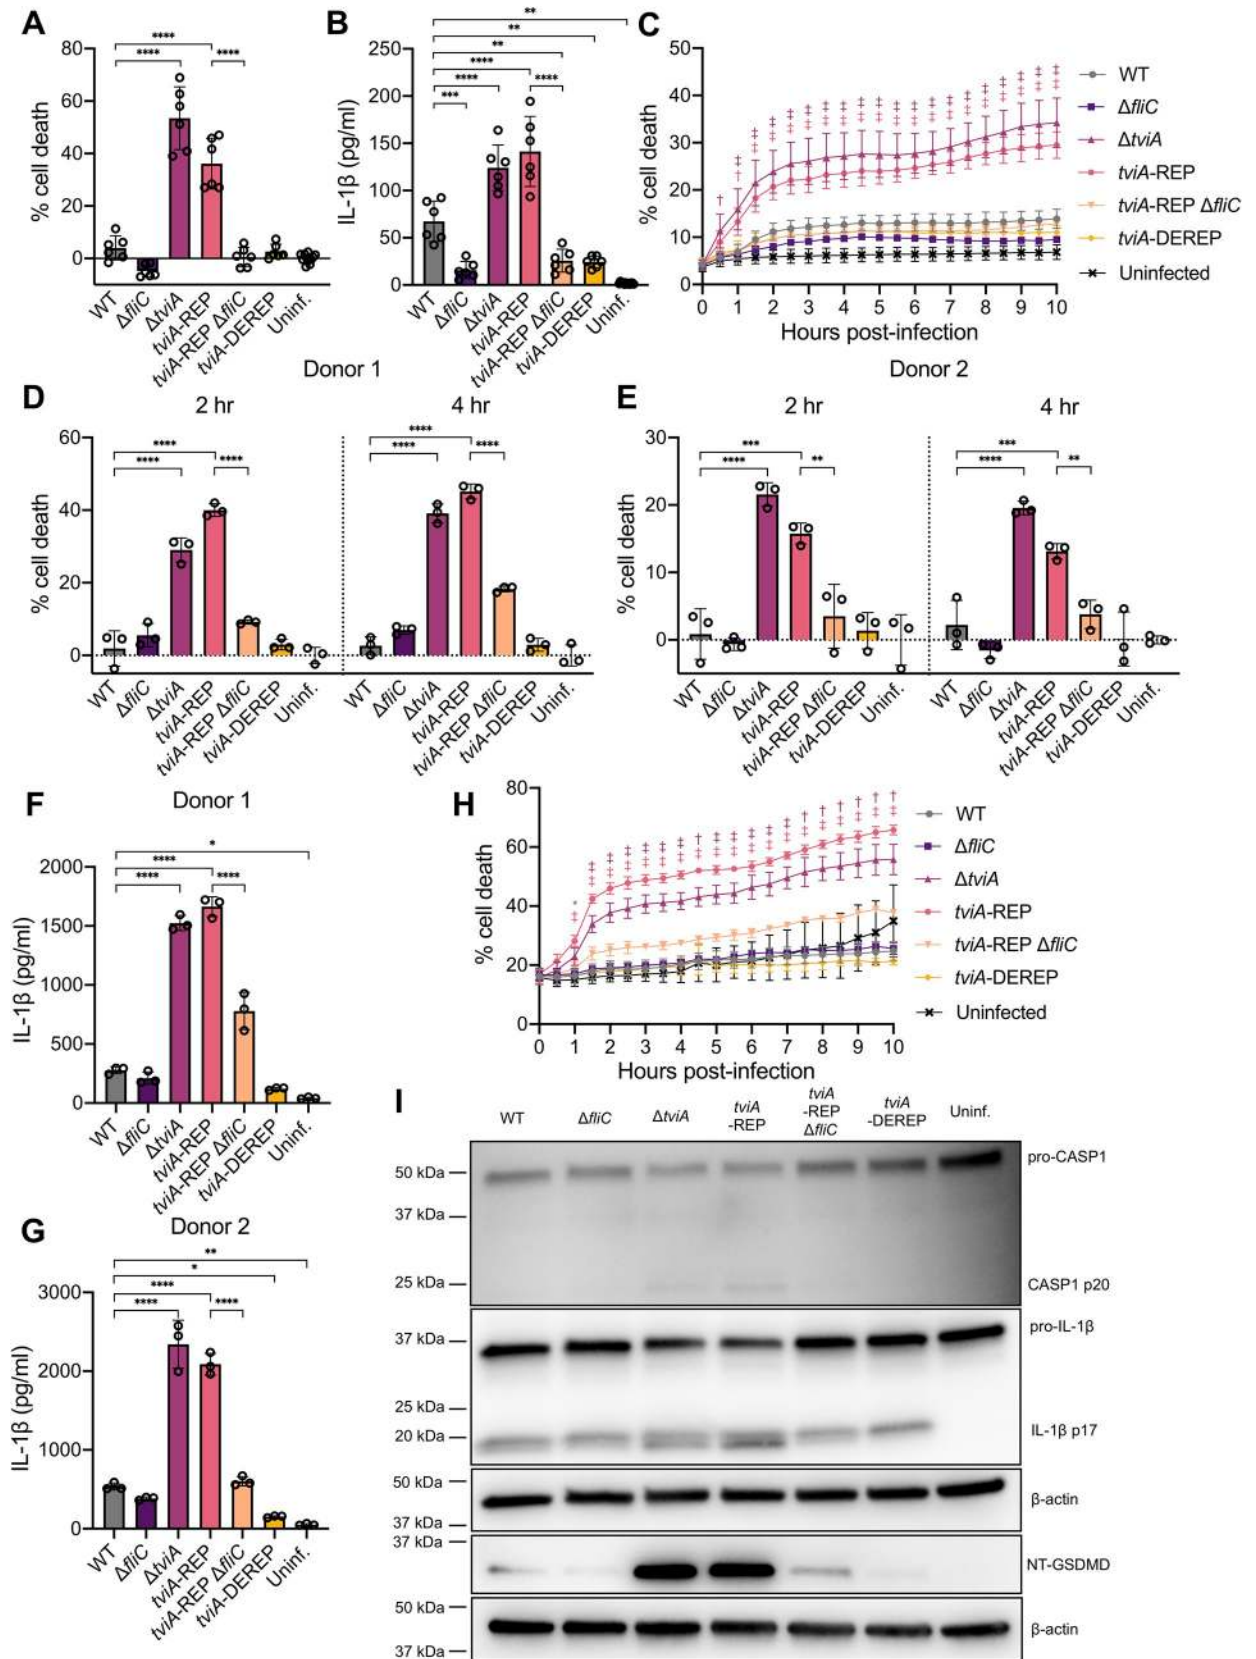 A
****
****
****
% cell death
80
60
40
20
0
WT
ΔfliC
ΔtviA
tviA-REP
tviA-REP ΔfliC
tviA-DEREP
Uninf.
B
**
**
**
****
****
****
***
IL-1β (pg/ml)
250
200
150
100
50
0
WT
ΔfliC
ΔtviA
tviA-REP
tviA-REP ΔfliC
tviA-DEREP
Uninf.
C
% cell death
50
40
30
20
10
0
0 1 2 3 4 5 6 7 8 9 10
Hours post-infection
WT
ΔfliC
ΔtviA
tviA-REP
tviA-REP ΔfliC
tviA-DEREP
Uninfected
Donor 1
D
2 hr
4 hr
****
****
****
****
****
****
% cell death
60
40
20
0
WT
ΔfliC
ΔtviA
tviA-REP
tviA-REP ΔfliC
tviA-DEREP
Uninf.
WT
ΔfliC
ΔtviA
tviA-REP
tviA-REP ΔfliC
tviA-DEREP
Uninf.
Donor 2
E
2 hr
4 hr
***
****
**
***
****
**
% cell death
30
20
10
0
WT
ΔfliC
ΔtviA
tviA-REP
tviA-REP ΔfliC
tviA-DEREP
Uninf.
WT
ΔfliC
ΔtviA
tviA-REP
tviA-REP ΔfliC
tviA-DEREP
Uninf.
F
Donor 1
*
****
****
****
IL-1β (pg/ml)
2000
1500
1000
500
0
WT
ΔfliC
ΔtviA
tviA-REP
tviA-REP ΔfliC
tviA-DEREP
Uninf.
G
Donor 2
**
*
****
****
****
IL-1β (pg/ml)
3000
2000
1000
0
WT
ΔfliC
ΔtviA
tviA-REP
tviA-REP ΔfliC
tviA-DEREP
Uninf.
H
% cell death
80
60
40
20
0
0 1 2 3 4 5 6 7 8 9 10
Hours post-infection
WT
ΔfliC
ΔtviA
tviA-REP
tviA-REP ΔfliC
tviA-DEREP
Uninfected
I
WT
ΔfliC
ΔtviA
tviA
-REP
tviA
-REP
ΔfliC
tviA
-DEREP
Uninf.
pro-CASP1
50 kDa
37 kDa
25 kDa
CASP1 p20
pro-IL-1β
37 kDa
25 kDa
20 kDa
IL-1β p17
50 kDa
β-actin
37 kDa
37 kDa
NT-GSDMD
50 kDa
β-actin
37 kDa